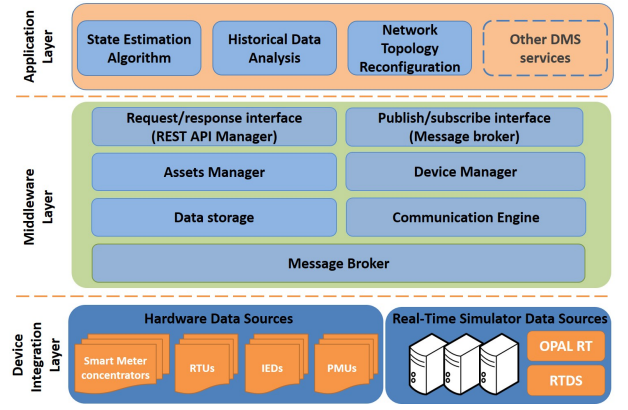 Application
Layer
State Estimation
Algorithm
Historical Data
Analysis
Network
Topology
Reconfiguration
Other DMS
services
Middleware
Layer
Request/response interface
(REST API Manager)
Publish/subscribe interface
(Message broker)
Assets Manager
Device Manager
Data storage
Communication Engine
Message Broker
Device
Integration
Layer
Hardware Data Sources
Smart Meter
concentrators
RTUs
IEDs
PMUs
Real-Time Simulator Data Sources
OPAL RT
RTDS